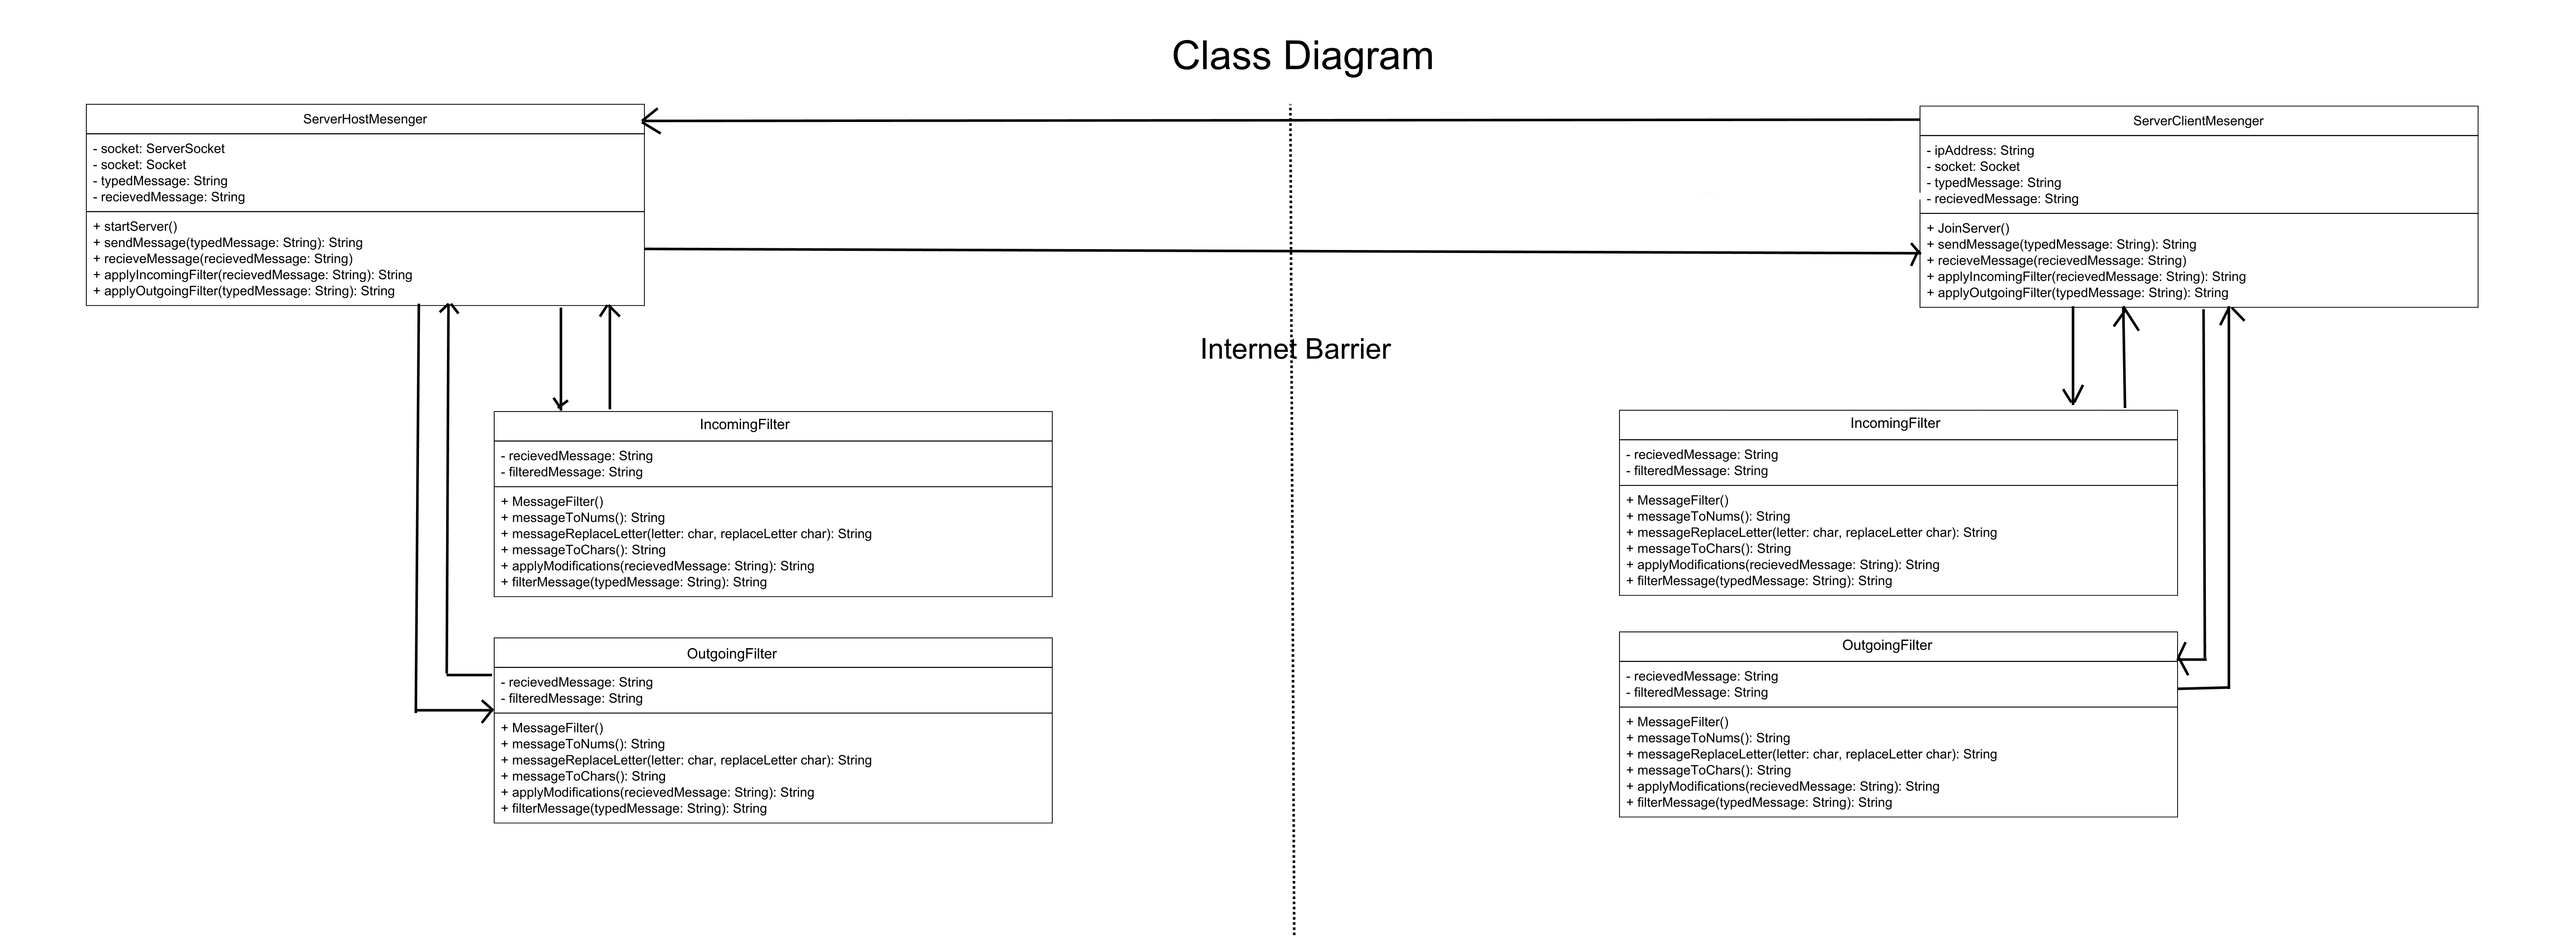 Class Diagram
ServerHostMesenger
- socket: ServerSocket
- socket: Socket
- typedMessage: String
- recievedMessage: String
+ startServer()
+ sendMessage(typedMessage: String): String
+ recieveMessage(recievedMessage: String)
+ applyIncomingFilter(recievedMessage: String): String
+ applyOutgoingFilter(typedMessage: String): String
ServerClientMesenger
- ipAddress: String
- socket: Socket
- typedMessage: String
- recievedMessage: String
+ JoinServer()
+ sendMessage(typedMessage: String): String
+ recieveMessage(recievedMessage: String)
+ applyIncomingFilter(recievedMessage: String): String
+ applyOutgoingFilter(typedMessage: String): String
Internet Barrier
IncomingFilter
- recievedMessage: String
- filteredMessage: String
+ MessageFilter()
+ messageToNums(): String
+ messageReplaceLetter(letter: char, replaceLetter char): String
+ messageToChars(): String
+ applyModifications(recievedMessage: String): String
+ filterMessage(typedMessage: String): String
OutgoingFilter
- recievedMessage: String
- filteredMessage: String
+ MessageFilter()
+ messageToNums(): String
+ messageReplaceLetter(letter: char, replaceLetter char): String
+ messageToChars(): String
+ applyModifications(recievedMessage: String): String
+ filterMessage(typedMessage: String): String
IncomingFilter
- recievedMessage: String
- filteredMessage: String
+ MessageFilter()
+ messageToNums(): String
+ messageReplaceLetter(letter: char, replaceLetter char): String
+ messageToChars(): String
+ applyModifications(recievedMessage: String): String
+ filterMessage(typedMessage: String): String
OutgoingFilter
- recievedMessage: String
- filteredMessage: String
+ MessageFilter()
+ messageToNums(): String
+ messageReplaceLetter(letter: char, replaceLetter char): String
+ messageToChars(): String
+ applyModifications(recievedMessage: String): String
+ filterMessage(typedMessage: String): String